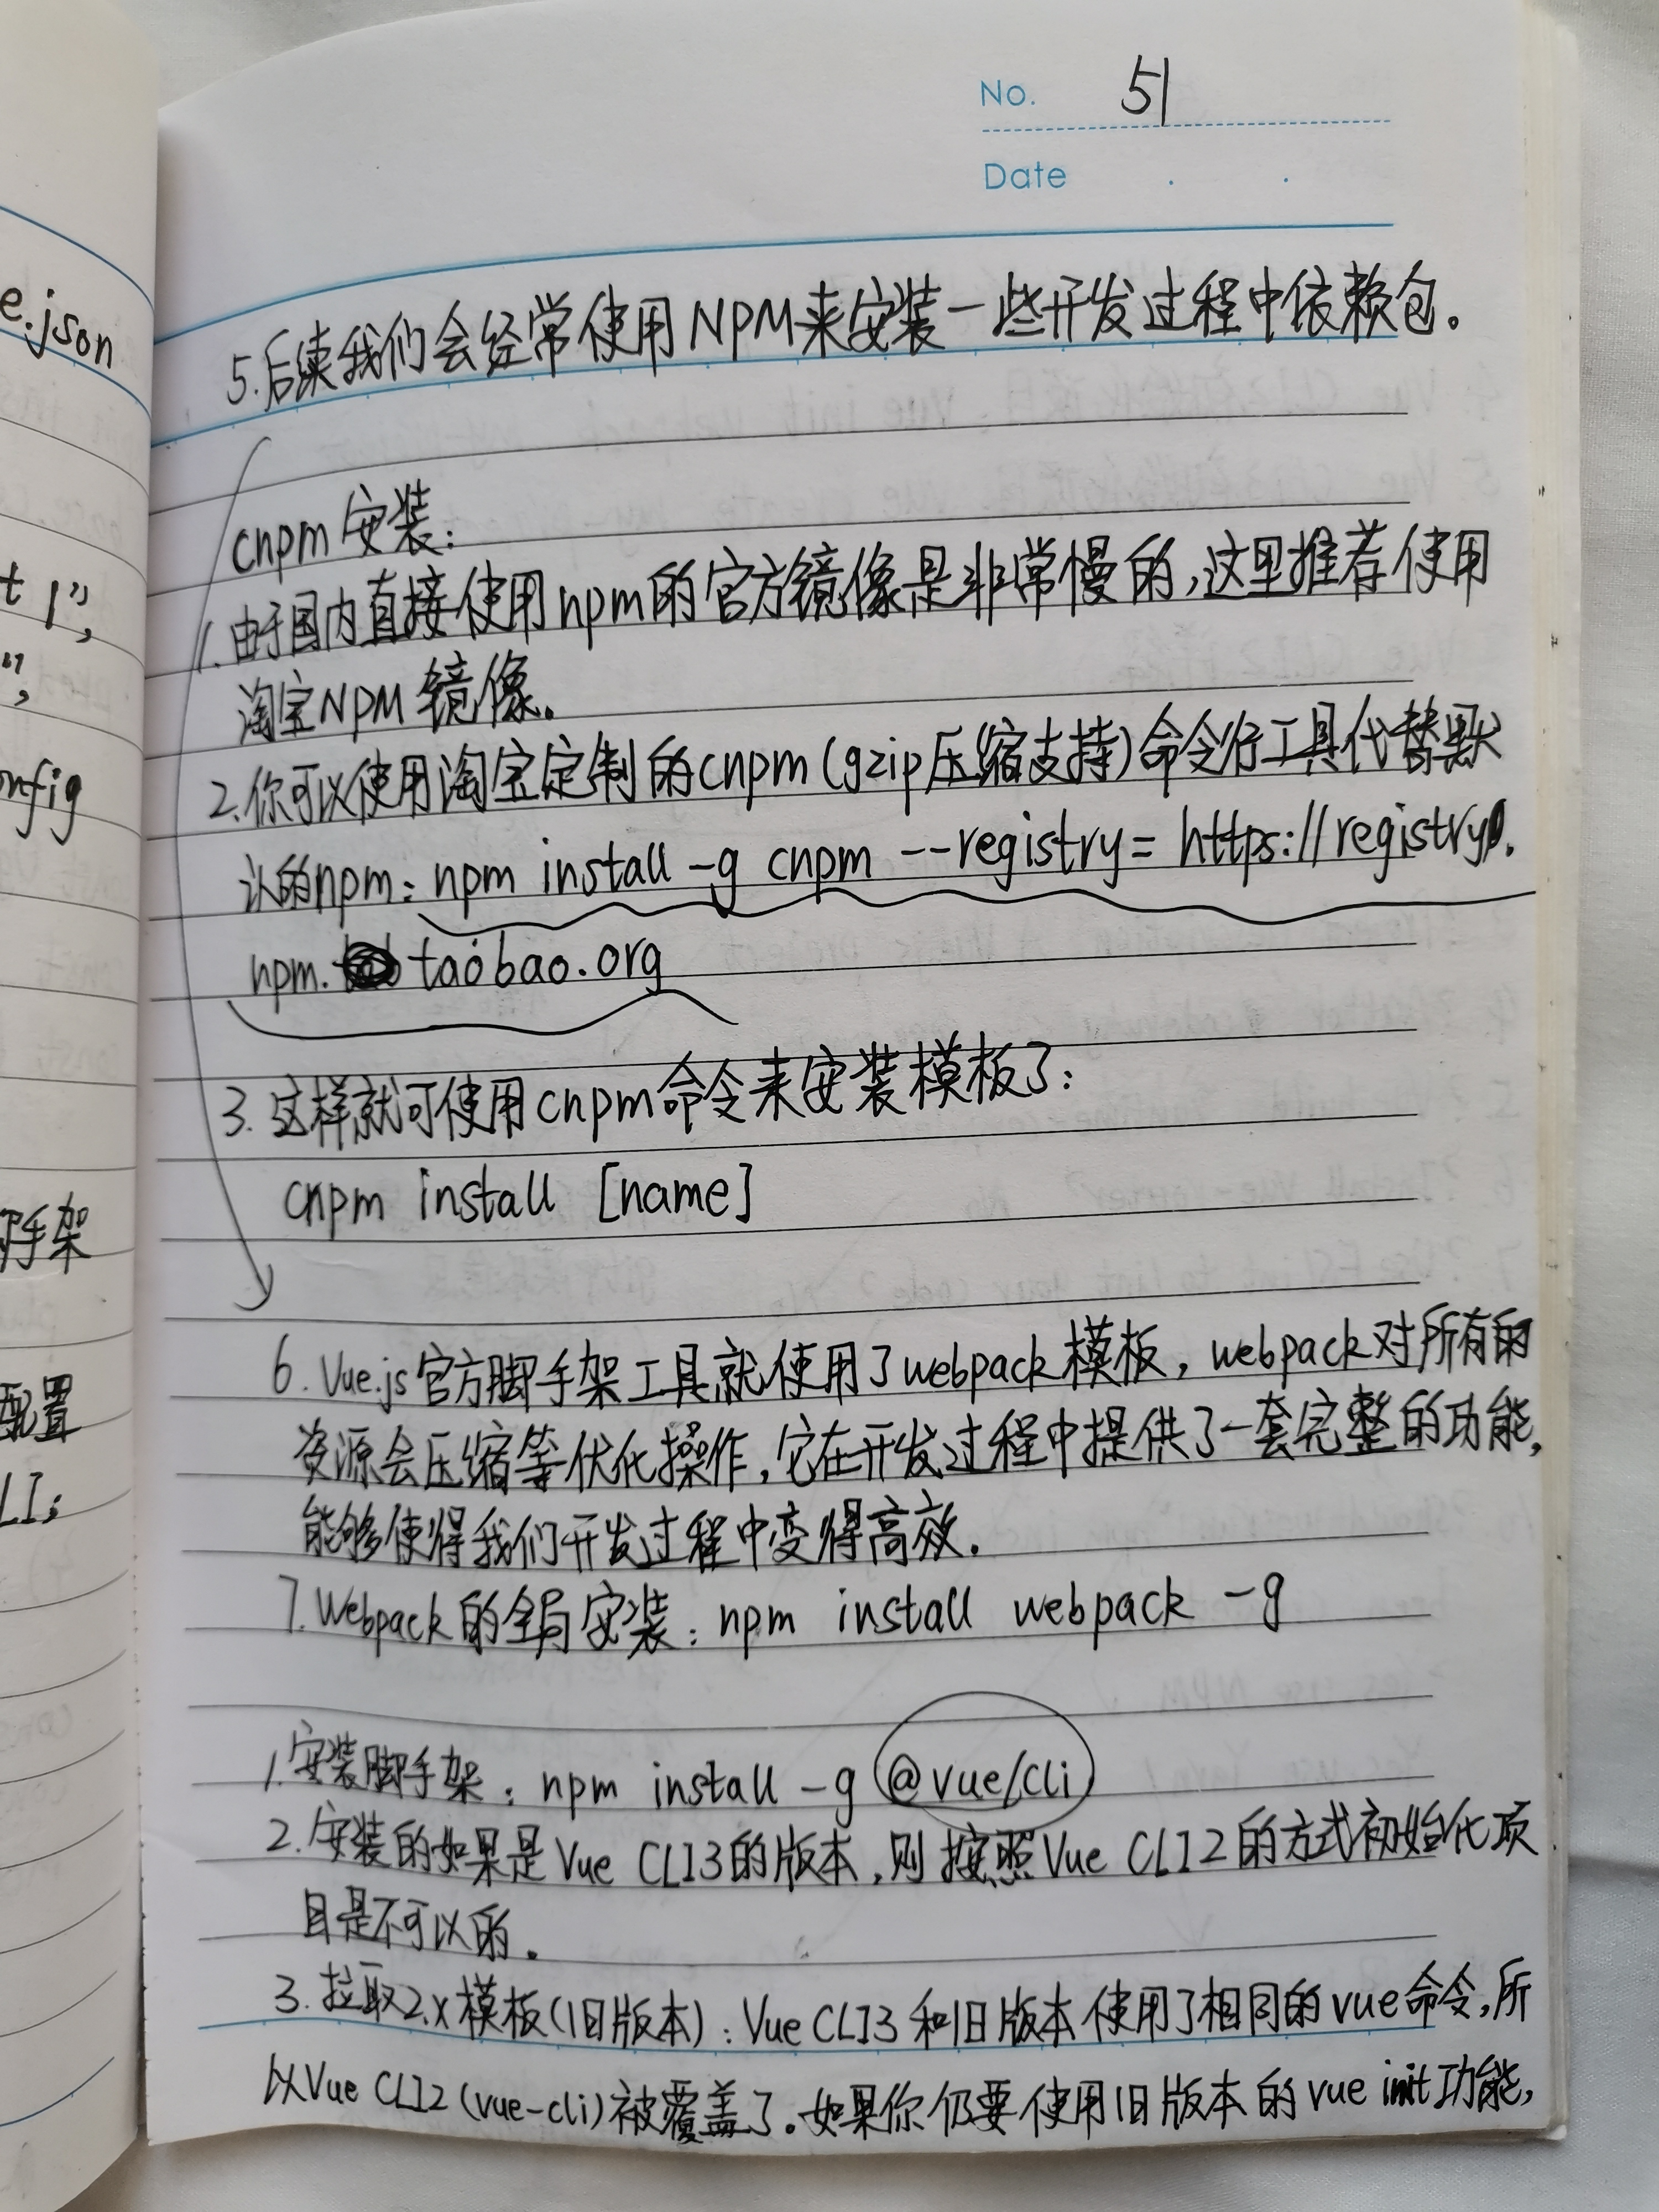 No. 51
Date
5.后续我们会经常使用NPM来安装一些开发过程中依赖包。
cnpm安装:
1.由于国内直接使用npm的官方镜像是非常慢的,这里推荐使用
淘宝NPM镜像。
2.你可以使用淘宝定制的cnpm(gzip压缩支持)命令行工具代替默
认的npm: npm install -g cnpm --registry= https://registry.
npm. taobao.org
3.这样就可使用cnpm命令来安装模板了:
cnpm install [name]
6.Vue.js官方脚手架工具就使用了webpack模板, webpack对所有的
资源会压缩等优化操作,它在开发过程中提供了一套完整的功能,
能够使得我们开发过程中变得高效.
7.Webpack的全局安装: npm install webpack -g
1.安装脚手架: npm install -g @vue/cli
2.安装的如果是Vue CLI3的版本,则按照Vue CLI2的方式初始化项
目是不可以的。
3.拉取2.x模板(旧版本): Vue CLI3和旧版本使用了相同的vue命令,所
以Vue CLI2 (vue-cli)被覆盖了。如果你仍要使用旧版本的vue init功能,
e.json
t 1",
",
onfig
手架
配置
LI: